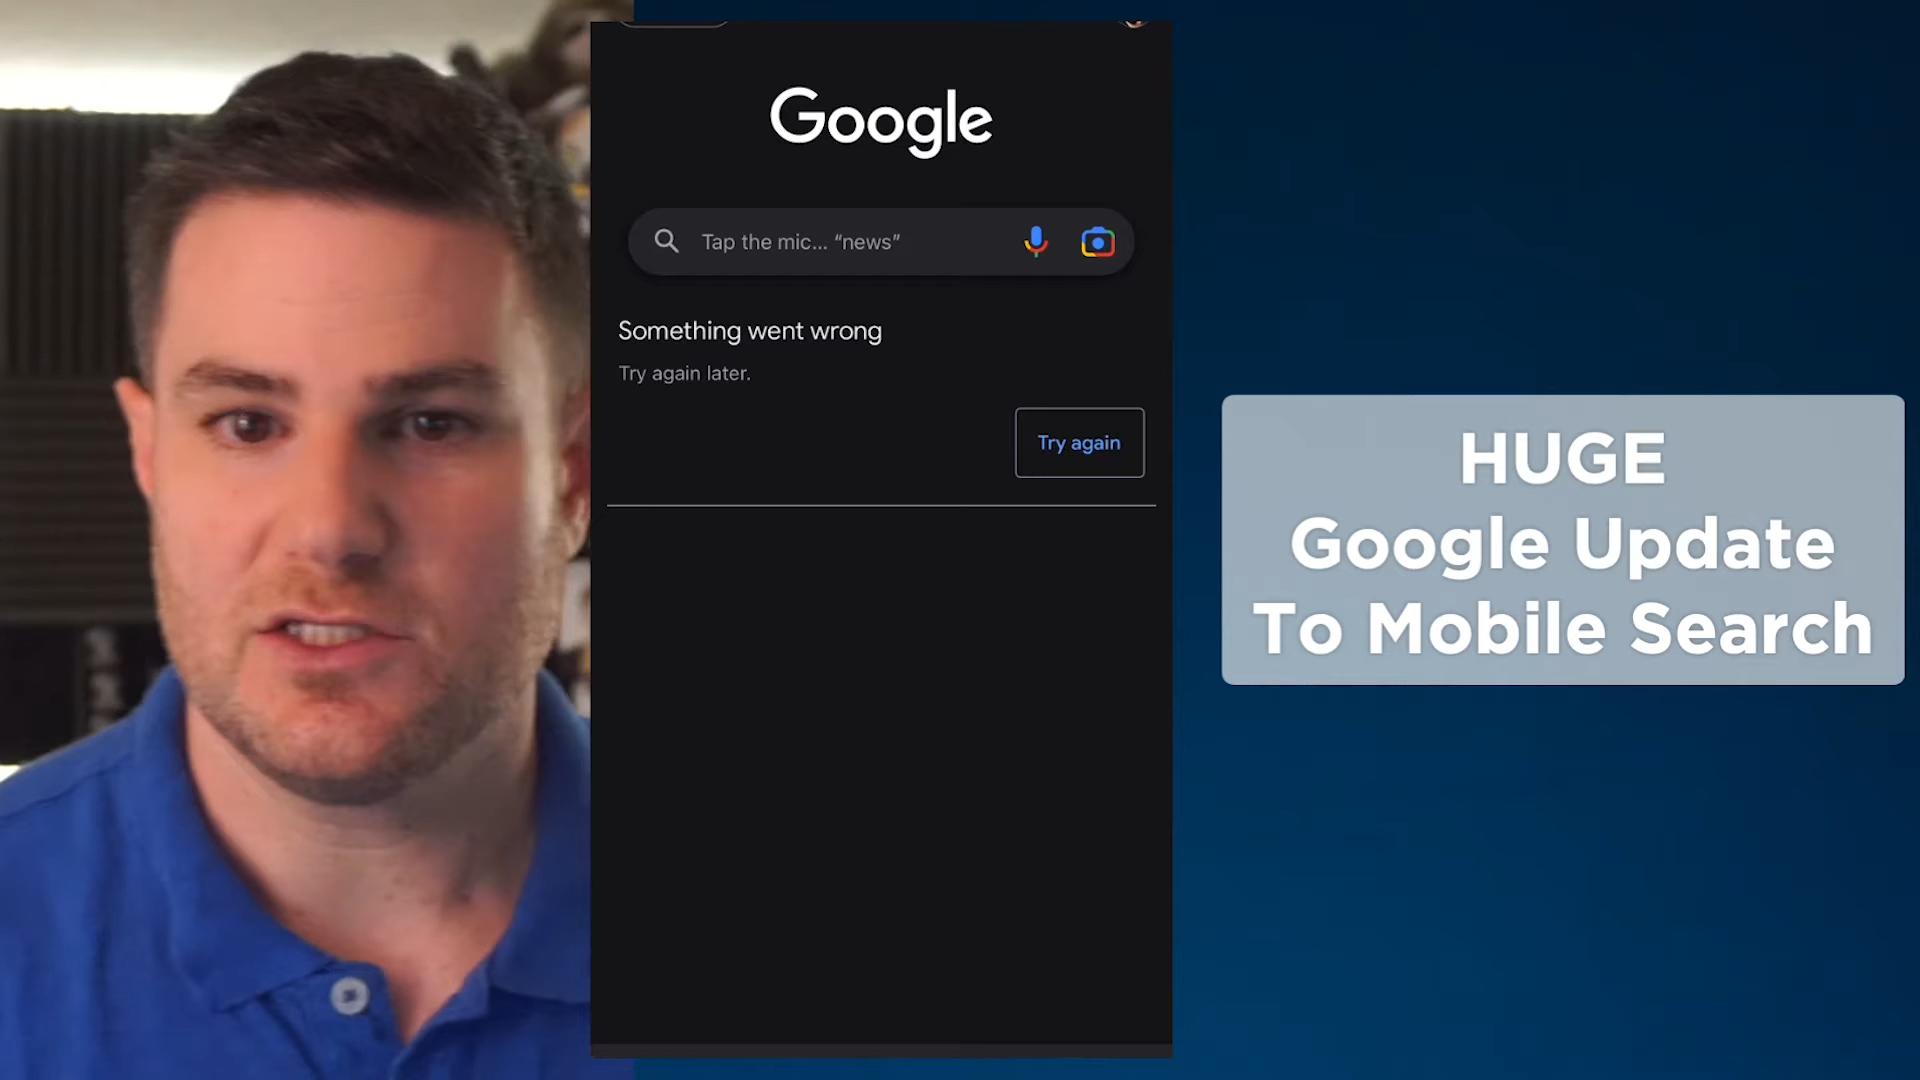 Google
Tap the mic... “news”
Something went wrong
Try again later.
Try again
HUGE
Google Update
To Mobile Search